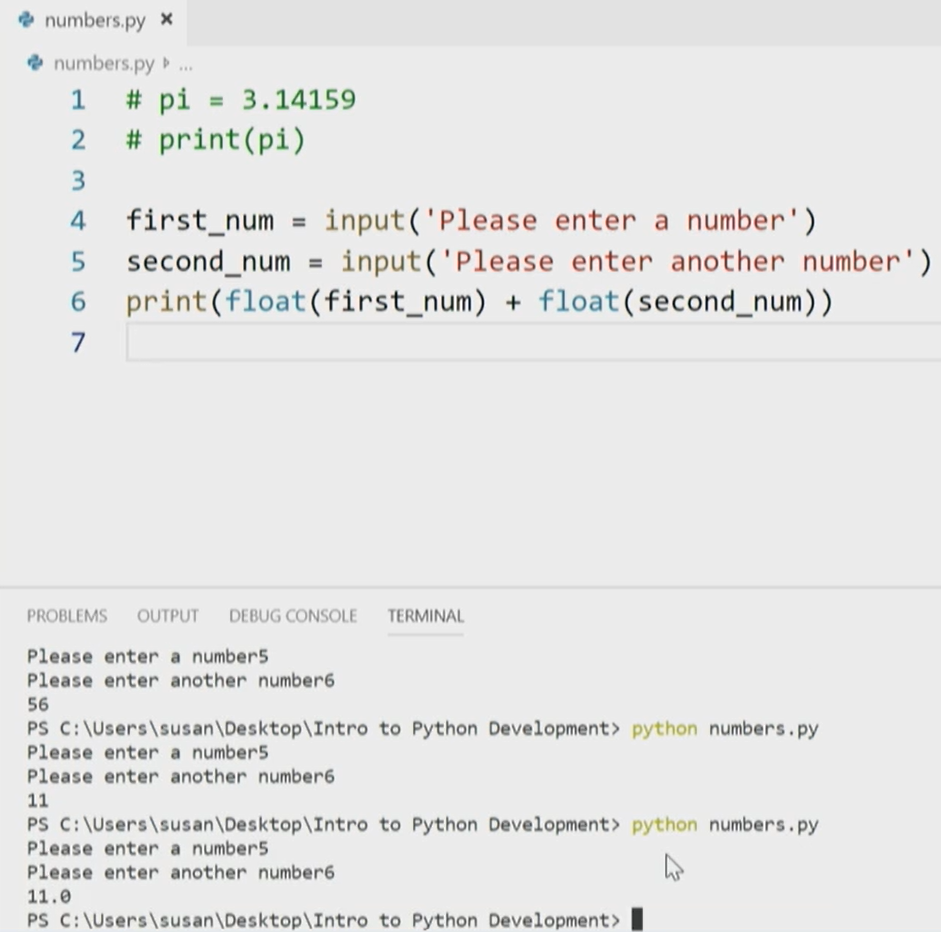 numbers.py ×
numbers.py ▹ ...
1 # pi = 3.14159
2 # print(pi)
3
4 first_num = input('Please enter a number')
5 second_num = input('Please enter another number')
6 print(float(first_num) + float(second_num))
7
PROBLEMS OUTPUT DEBUG CONSOLE TERMINAL
Please enter a number5
Please enter another number6
56
PS C:\Users\susan\Desktop\Intro to Python Development> python numbers.py
Please enter a number5
Please enter another number6
11
PS C:\Users\susan\Desktop\Intro to Python Development> python numbers.py
Please enter a number5
Please enter another number6
11.0
PS C:\Users\susan\Desktop\Intro to Python Development>